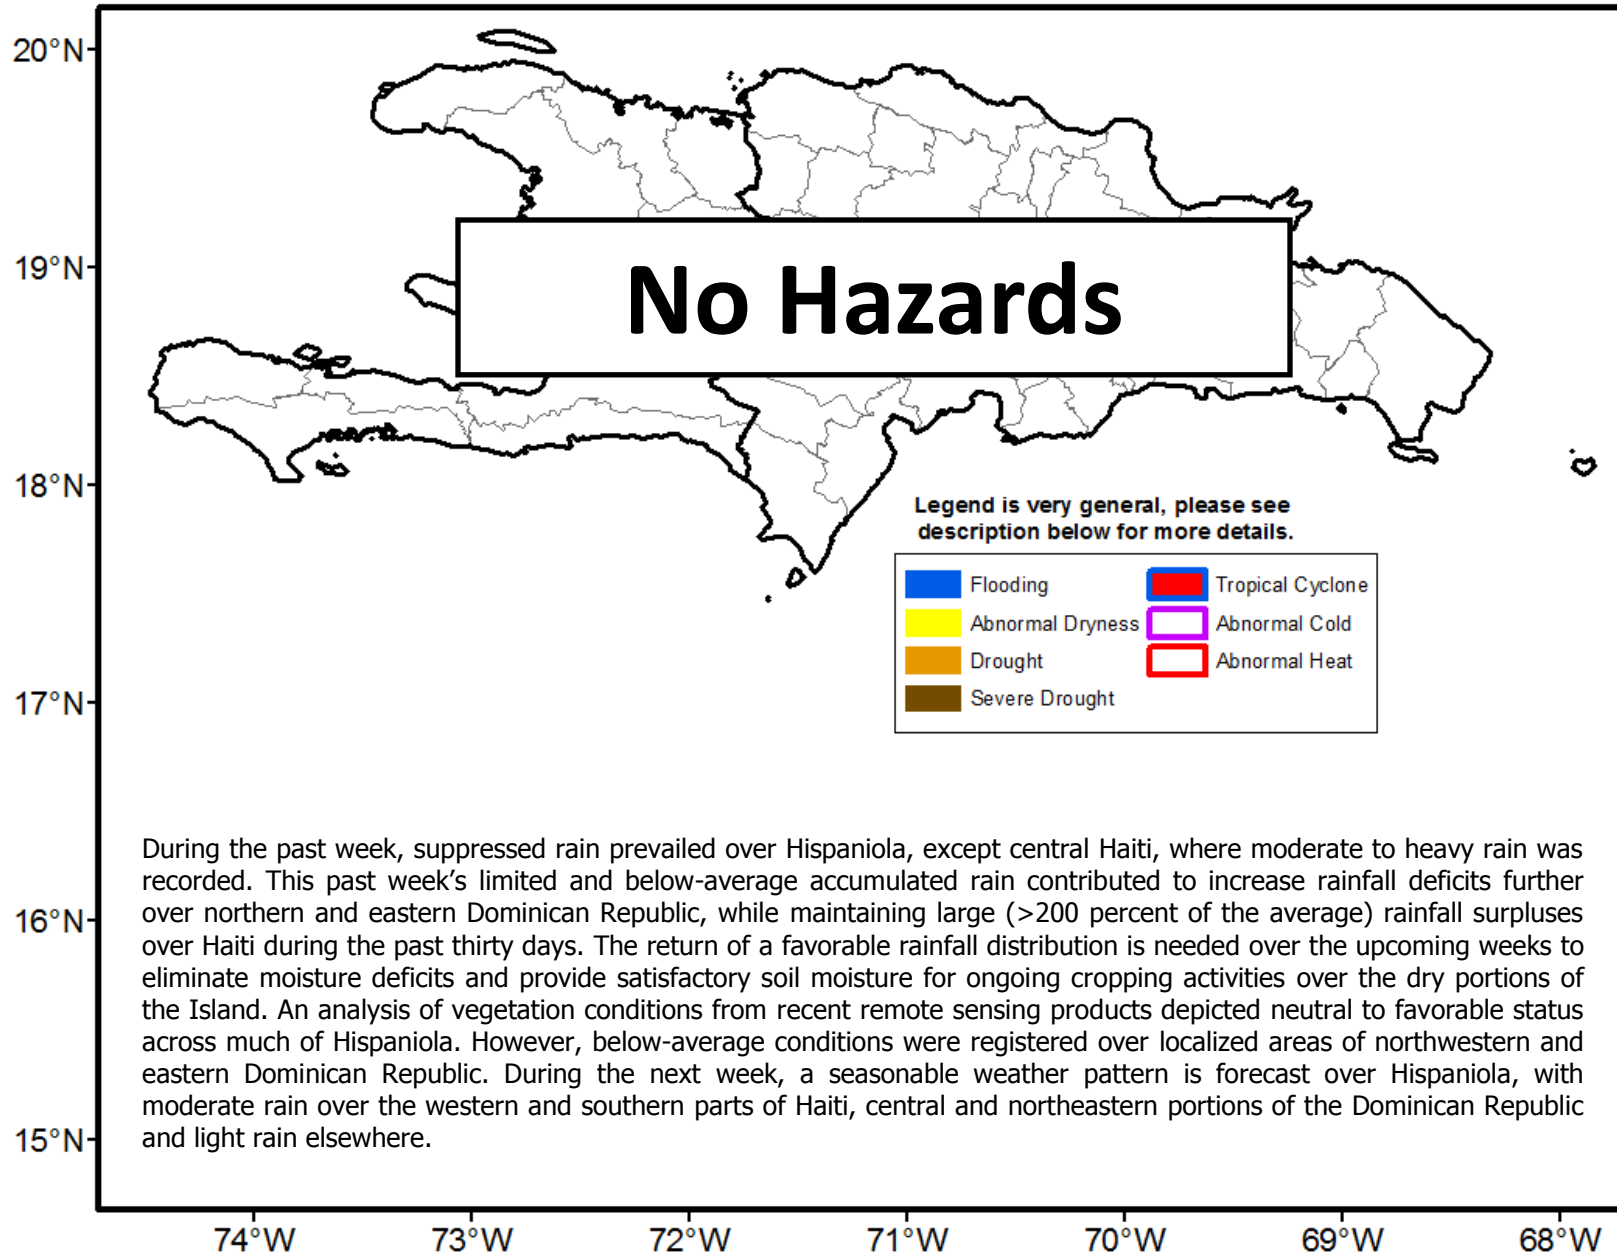 20°N
19°N
18°N
17°N
16°N
15°N
No Hazards
Legend is very general, please see
description below for more details.
Flooding
Tropical Cyclone
Abnormal Dryness
Abnormal Cold
Drought
Abnormal Heat
Severe Drought
During the past week, suppressed rain prevailed over Hispaniola, except central Haiti, where moderate to heavy rain was
recorded. This past week’s limited and below-average accumulated rain contributed to increase rainfall deficits further
over northern and eastern Dominican Republic, while maintaining large (>200 percent of the average) rainfall surpluses
over Haiti during the past thirty days. The return of a favorable rainfall distribution is needed over the upcoming weeks to
eliminate moisture deficits and provide satisfactory soil moisture for ongoing cropping activities over the dry portions of
the Island. An analysis of vegetation conditions from recent remote sensing products depicted neutral to favorable status
across much of Hispaniola. However, below-average conditions were registered over localized areas of northwestern and
eastern Dominican Republic. During the next week, a seasonable weather pattern is forecast over Hispaniola, with
moderate rain over the western and southern parts of Haiti, central and northeastern portions of the Dominican Republic
and light rain elsewhere.
74°W 73°W 72°W 71°W 70°W 69°W 68°W